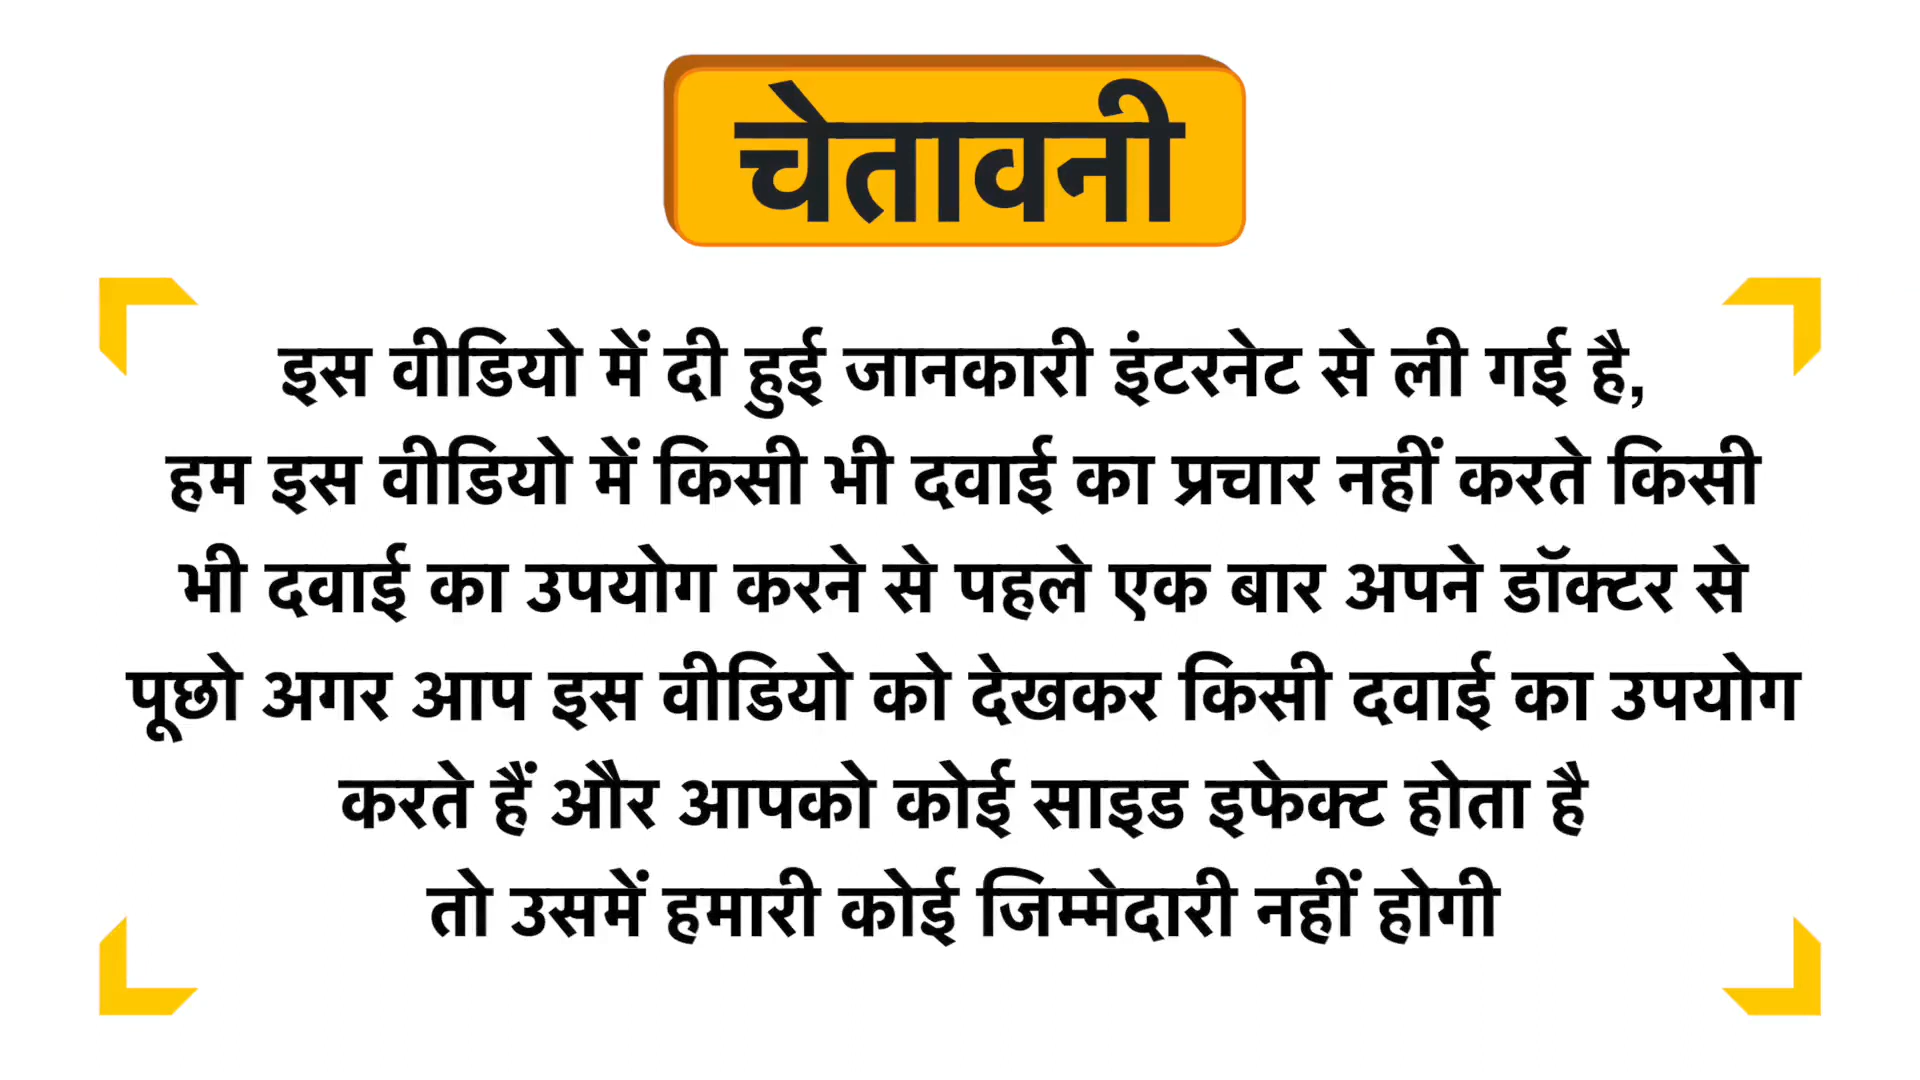 चेतावनी
इस वीडियो में दी हुई जानकारी इंटरनेट से ली गई है,
हम इस वीडियो में किसी भी दवाई का प्रचार नहीं करते किसी
भी दवाई का उपयोग करने से पहले एक बार अपने डॉक्टर से
पूछो अगर आप इस वीडियो को देखकर किसी दवाई का उपयोग
करते हैं और आपको कोई साइड इफेक्ट होता है
तो उसमें हमारी कोई जिम्मेदारी नहीं होगी